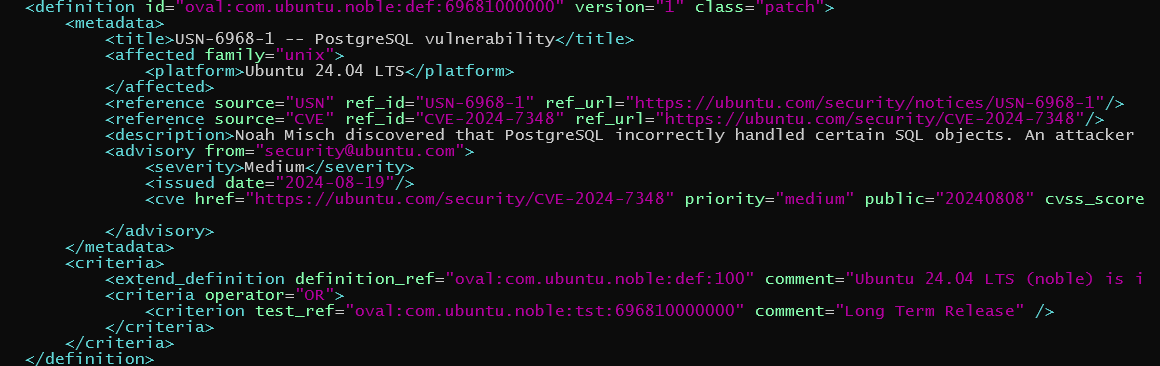 <definition id="oval:com.ubuntu.noble:def:69681000000" version="1" class="patch">
<metadata>
<title>USN-6968-1 -- PostgreSQL vulnerability</title>
<affected family="unix">
<platform>Ubuntu 24.04 LTS</platform>
</affected>
<reference source="USN" ref_id="USN-6968-1" ref_url="https://ubuntu.com/security/notices/USN-6968-1"/>
<reference source="CVE" ref_id="CVE-2024-7348" ref_url="https://ubuntu.com/security/CVE-2024-7348"/>
<description>Noah Misch discovered that PostgreSQL incorrectly handled certain SQL objects. An attacker
<advisory from="security@ubuntu.com">
<severity>Medium</severity>
<issued date="2024-08-19"/>
<cve href="https://ubuntu.com/security/CVE-2024-7348" priority="medium" public="20240808" cvss_score
</advisory>
</metadata>
<criteria>
<extend_definition definition_ref="oval:com.ubuntu.noble:def:100" comment="Ubuntu 24.04 LTS (noble) is i
<criteria operator="OR">
<criterion test_ref="oval:com.ubuntu.noble:tst:696810000000" comment="Long Term Release" />
</criteria>
</criteria>
</definition>